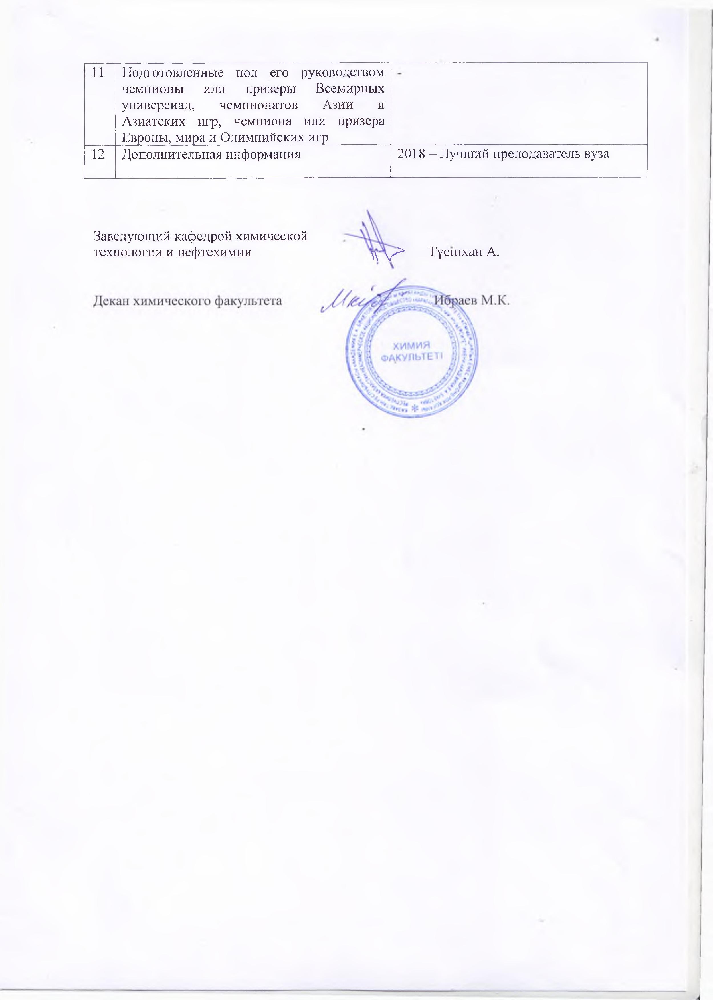 11 Подготовленные под его руководством -
чемпионы или призеры Всемирных
универсиад, чемпионатов Азии и
Азиатских игр, чемпиона или призера
Европы, мира и Олимпийских игр
12 Дополнительная информация 2018 – Лучший преподаватель вуза
Заведующий кафедрой химической
технологии и нефтехимии Түсіпхан А.
Декан химического факультета Ибраев М.К.
ХИМИЯ
ФАКУЛЬТЕТІ